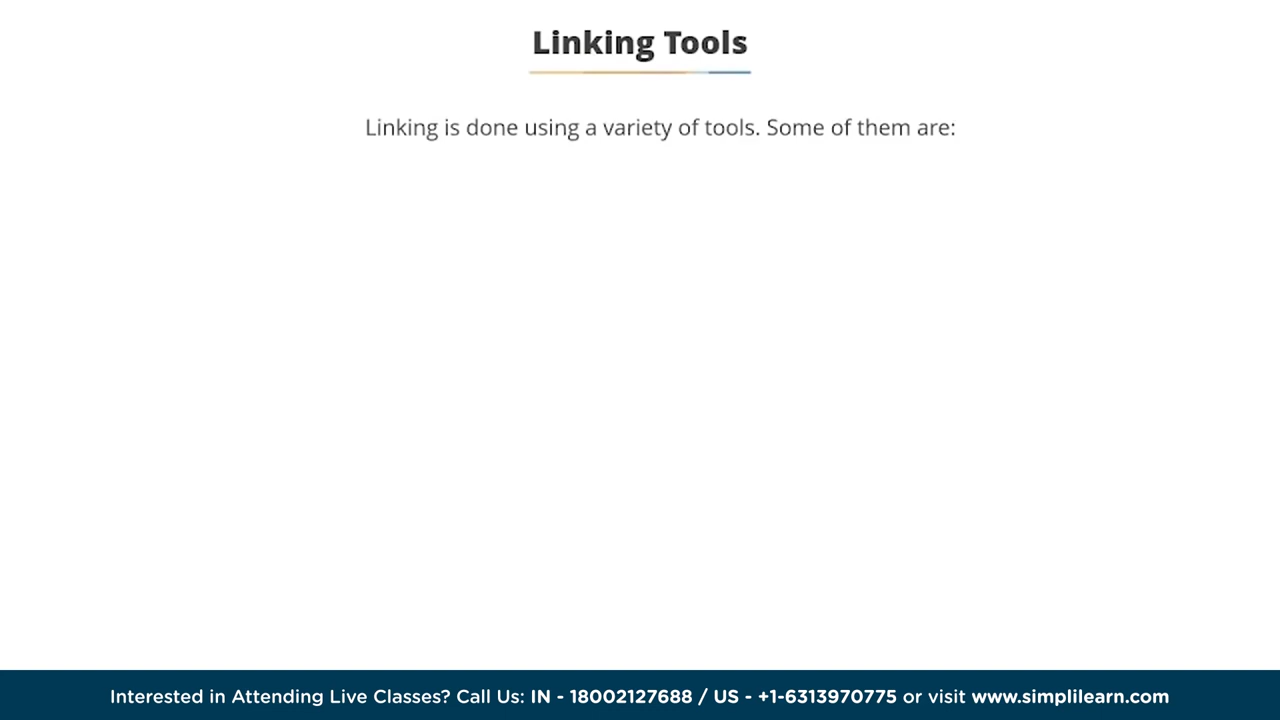 Linking Tools
Linking is done using a variety of tools. Some of them are:
Interested in Attending Live Classes? Call Us: IN - 18002127688 / US - +1-6313970775 or visit www.simplilearn.com